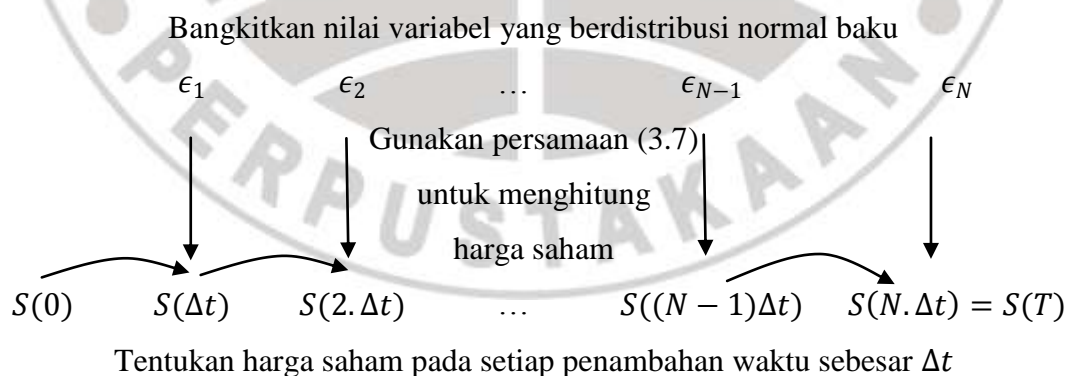 Bangkitkan nilai variabel yang berdistribusi normal baku
𝜖₁ 𝜖₂ … 𝜖_{N−1} 𝜖_N
Gunakan persamaan (3.7)
untuk menghitung
harga saham
S(0) S(Δt) S(2. Δt) … S((N − 1)Δt) S(N. Δt) = S(T)
Tentukan harga saham pada setiap penambahan waktu sebesar Δt
PERPUSTAKAAN